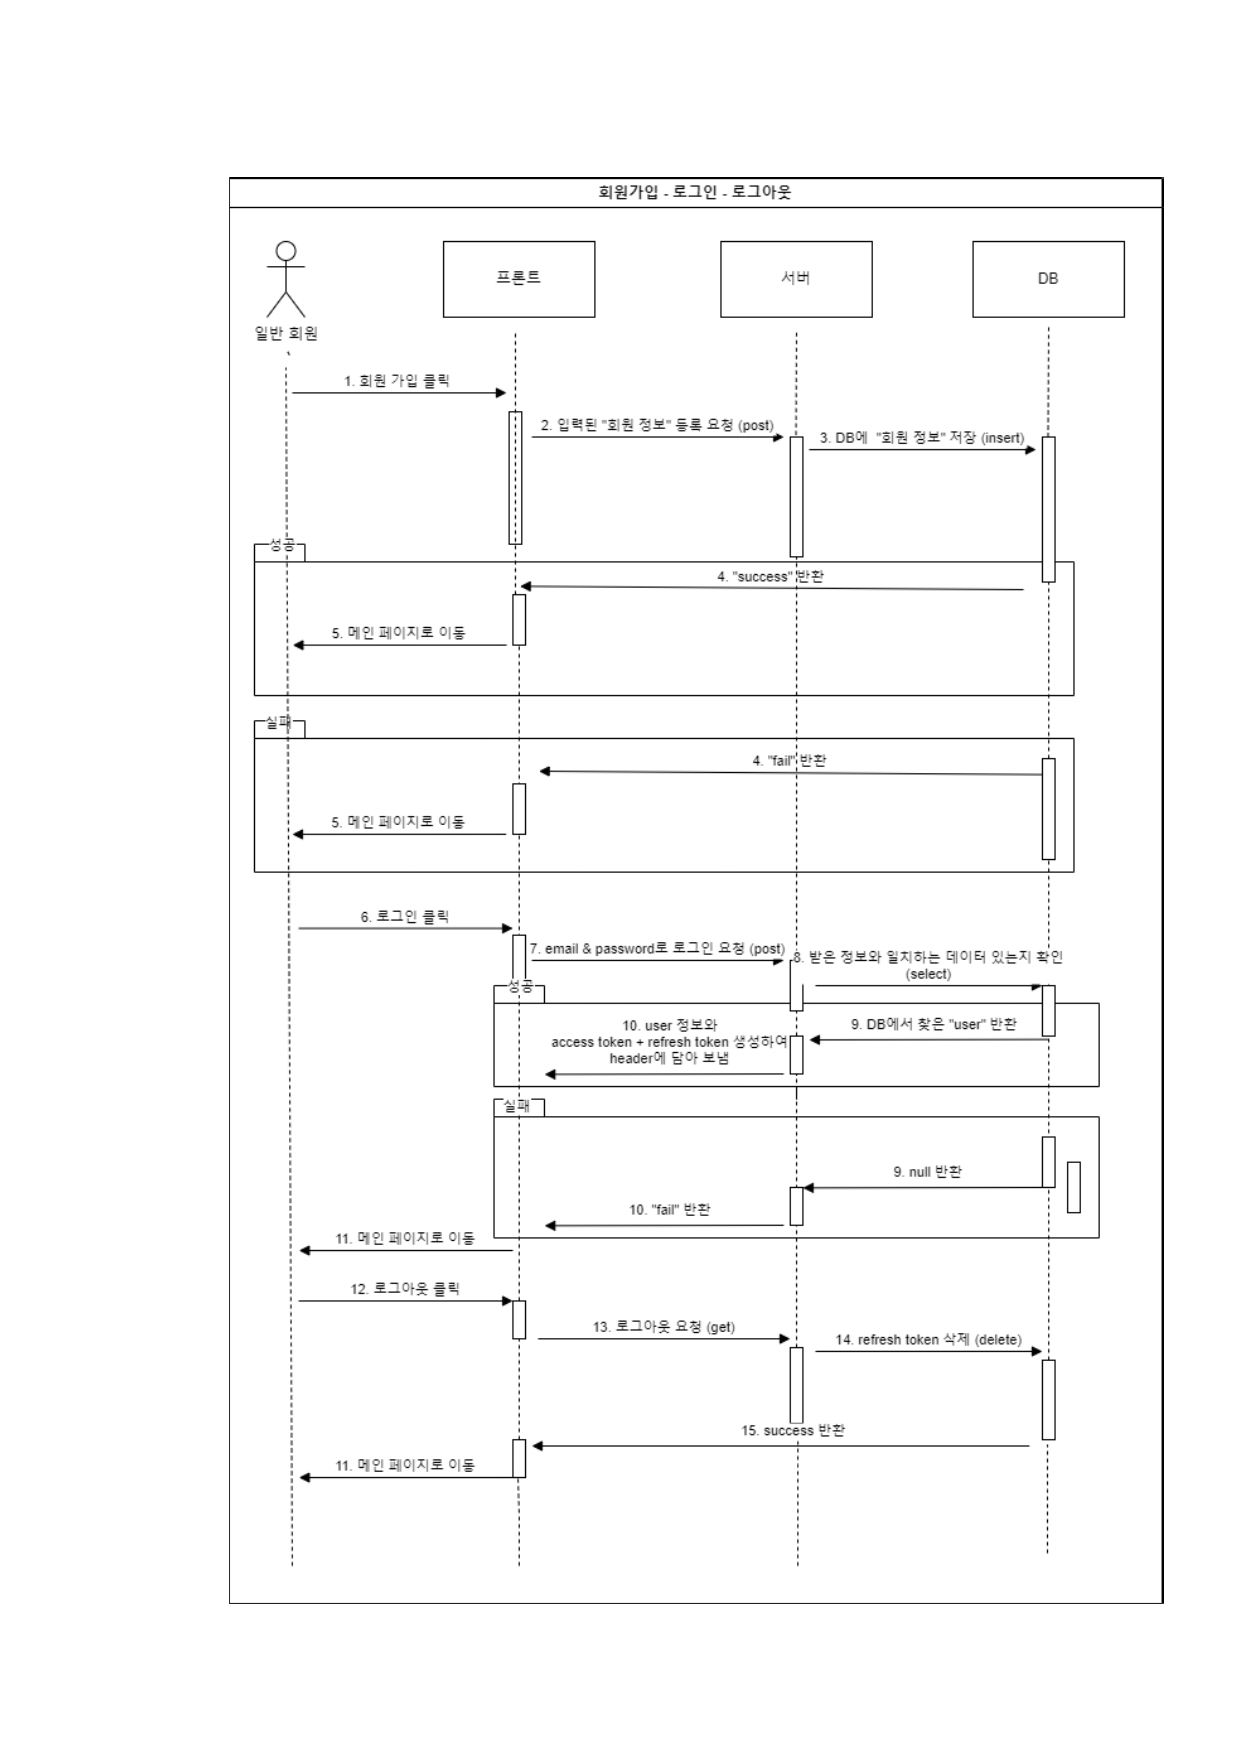 회원가입 - 로그인 - 로그아웃
일반 회원
프론트
서버
DB
1. 회원 가입 클릭
2. 입력된 "회원 정보" 등록 요청 (post)
3. DB에 "회원 정보" 저장 (insert)
성공
4. "success" 반환
5. 메인 페이지로 이동
실패
4. "fail" 반환
5. 메인 페이지로 이동
6. 로그인 클릭
7. email & password로 로그인 요청 (post)
8. 받은 정보와 일치하는 데이터 있는지 확인
(select)
성공
9. DB에서 찾은 "user" 반환
10. user 정보와
access token + refresh token 생성하여
header에 담아 보냄
실패
9. null 반환
10. "fail" 반환
11. 메인 페이지로 이동
12. 로그아웃 클릭
13. 로그아웃 요청 (get)
14. refresh token 삭제 (delete)
15. success 반환
11. 메인 페이지로 이동